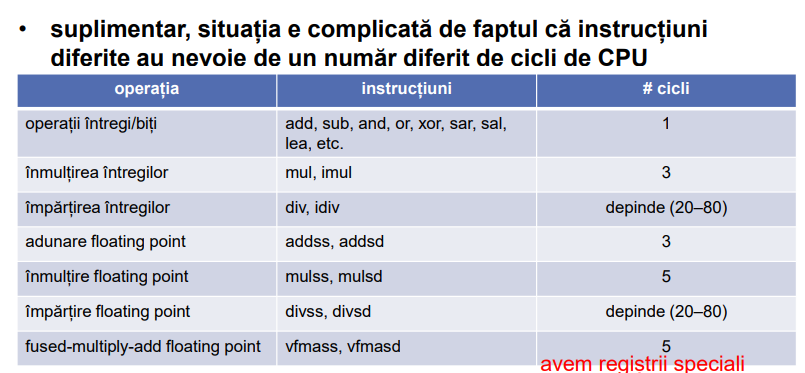 • suplimentar, situația e complicată de faptul că instrucțiuni
diferite au nevoie de un număr diferit de cicli de CPU
operația instrucțiuni # cicli
operații întregi/biți add, sub, and, or, xor, sar, sal, 1
lea, etc.
înmulțirea întregilor mul, imul 3
împărțirea întregilor div, idiv depinde (20–80)
adunare floating point addss, addsd 3
înmulțire floating point mulss, mulsd 5
împărțire floating point divss, divsd depinde (20–80)
fused-multiply-add floating point vfmass, vfmasd 5
avem registrii speciali